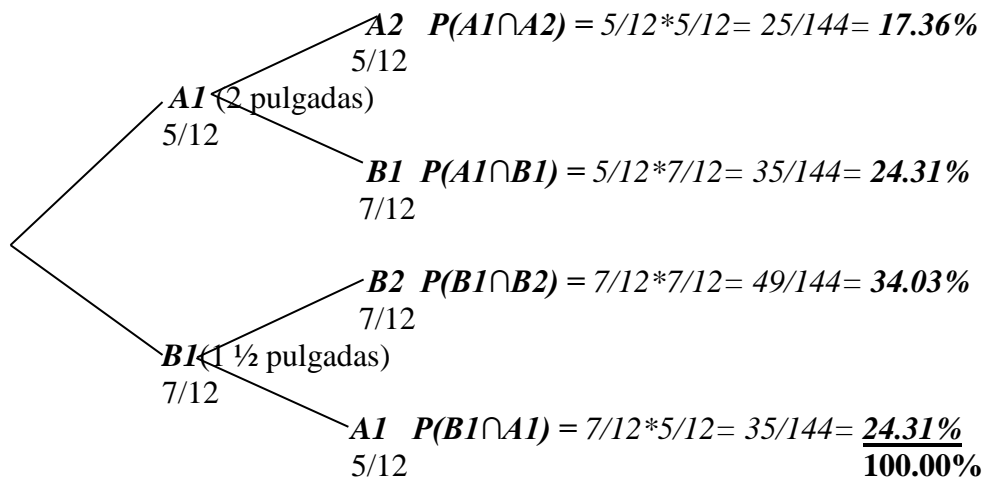 A2 P(A1∩A2) = 5/12*5/12= 25/144= 17.36%
5/12
A1 (2 pulgadas)
5/12
B1 P(A1∩B1) = 5/12*7/12= 35/144= 24.31%
7/12
B2 P(B1∩B2) = 7/12*7/12= 49/144= 34.03%
7/12
B1(1 ½ pulgadas)
7/12
A1 P(B1∩A1) = 7/12*5/12= 35/144= 24.31%
5/12 100.00%